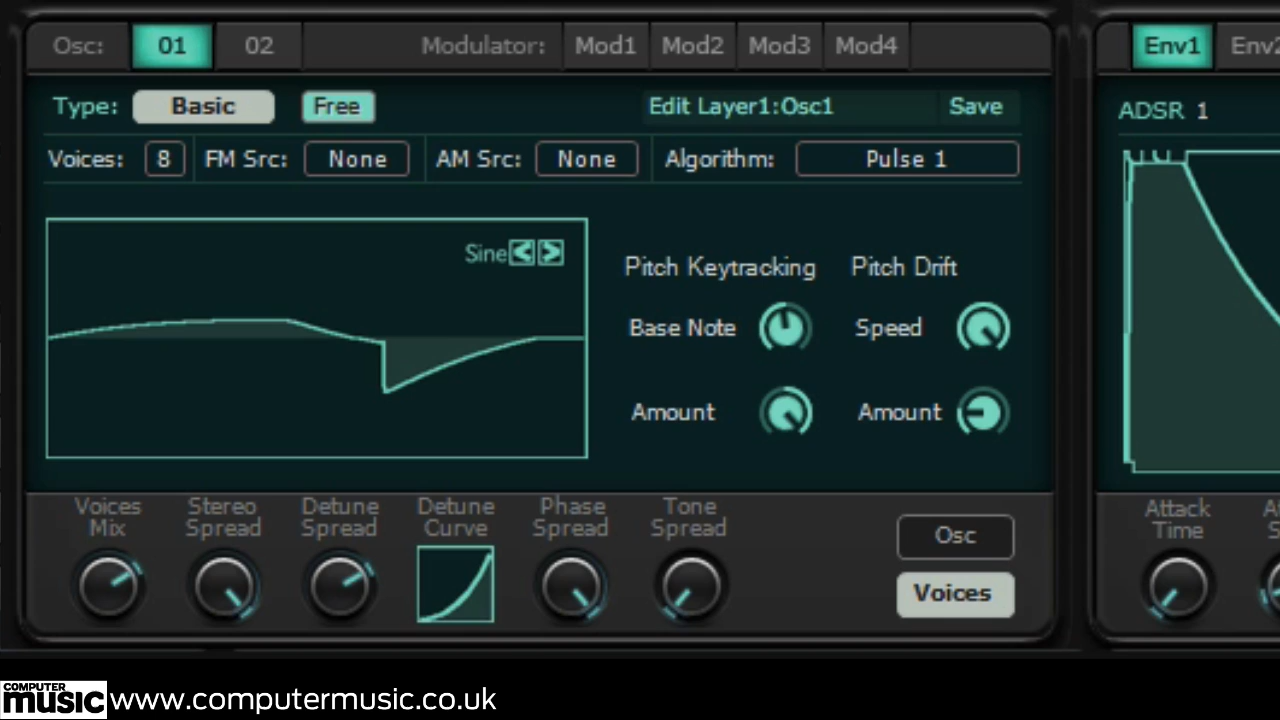 Osc: 01 02 Modulator: Mod1 Mod2 Mod3 Mod4 Env1
Type: Basic Free Edit Layer1:Osc1 Save ADSR 1
Voices: 8 FM Src: None AM Src: None Algorithm: Pulse 1
Sine < >
Pitch Keytracking Pitch Drift
Base Note Speed
Amount Amount
Voices Mix Stereo Spread Detune Spread Detune Curve Phase Spread Tone Spread Attack Time
Osc
Voices
COMPUTER music www.computermusic.co.uk